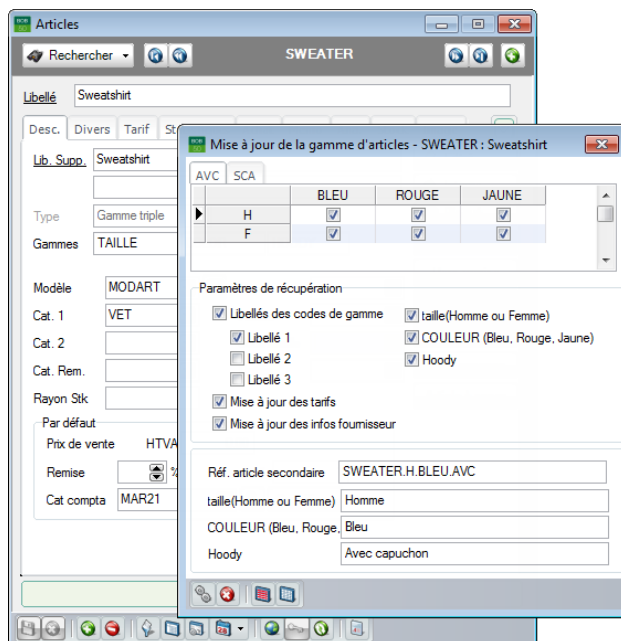 Articles
Rechercher
SWEATER
Libellé Sweatshirt
Desc. Divers Tarif
Lib. Supp. Sweatshirt
Type Gamme triple
Gammes TAILLE
Modèle MODART
Cat. 1 VET
Cat. 2
Cat. Rem.
Rayon Stk
Par défaut
Prix de vente HTVA
Remise %
Cat compta MAR21
Mise à jour de la gamme d'articles - SWEATER : Sweatshirt
AVC SCA
BLEU ROUGE JAUNE
H
F
Paramètres de récupération
Libellés des codes de gamme
Libellé 1
Libellé 2
Libellé 3
Mise à jour des tarifs
Mise à jour des infos fournisseur
taille(Homme ou Femme)
COULEUR (Bleu, Rouge, Jaune)
Hoody
Réf. article secondaire SWEATER.H.BLEU.AVC
taille(Homme ou Femme) Homme
COULEUR (Bleu, Rouge, Bleu
Hoody Avec capuchon